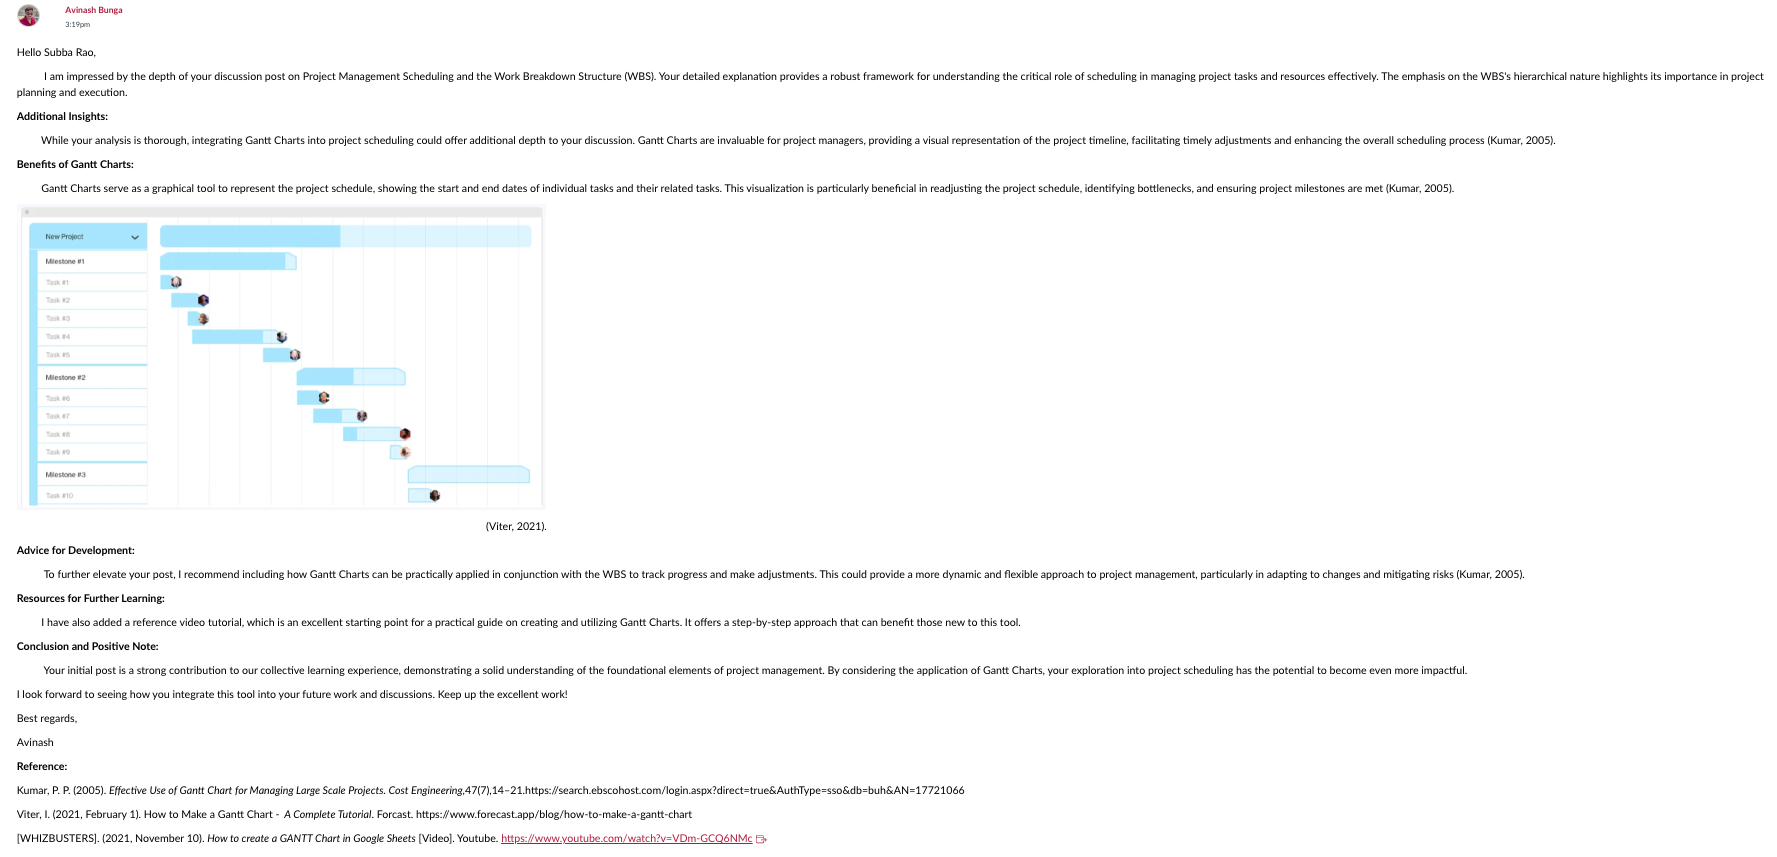 Avinash Bunga
3:19pm
Hello Subba Rao,
I am impressed by the depth of your discussion post on Project Management Scheduling and the Work Breakdown Structure (WBS). Your detailed explanation provides a robust framework for understanding the critical role of scheduling in managing project tasks and resources effectively. The emphasis on the WBS's hierarchical nature highlights its importance in project
planning and execution.
Additional Insights:
While your analysis is thorough, integrating Gantt Charts into project scheduling could offer additional depth to your discussion. Gantt Charts are invaluable for project managers, providing a visual representation of the project timeline, facilitating timely adjustments and enhancing the overall scheduling process (Kumar, 2005).
Benefits of Gantt Charts:
Gantt Charts serve as a graphical tool to represent the project schedule, showing the start and end dates of individual tasks and their related tasks. This visualization is particularly beneficial in readjusting the project schedule, identifying bottlenecks, and ensuring project milestones are met (Kumar, 2005).
New Project
Milestone #1
Task #1
Task #2
Task #3
Task #4
Task #5
Milestone #2
Task #6
Task #7
Task #8
Task #9
Milestone #3
Task #10
(Viter, 2021).
Advice for Development:
To further elevate your post, I recommend including how Gantt Charts can be practically applied in conjunction with the WBS to track progress and make adjustments. This could provide a more dynamic and flexible approach to project management, particularly in adapting to changes and mitigating risks (Kumar, 2005).
Resources for Further Learning:
I have also added a reference video tutorial, which is an excellent starting point for a practical guide on creating and utilizing Gantt Charts. It offers a step-by-step approach that can benefit those new to this tool.
Conclusion and Positive Note:
Your initial post is a strong contribution to our collective learning experience, demonstrating a solid understanding of the foundational elements of project management. By considering the application of Gantt Charts, your exploration into project scheduling has the potential to become even more impactful.
I look forward to seeing how you integrate this tool into your future work and discussions. Keep up the excellent work!
Best regards,
Avinash
Reference:
Kumar, P. P. (2005). Effective Use of Gantt Chart for Managing Large Scale Projects. Cost Engineering,47(7),14–21.https://search.ebscohost.com/login.aspx?direct=true&AuthType=sso&db=buh&AN=17721066
Viter, I. (2021, February 1). How to Make a Gantt Chart - A Complete Tutorial. Forcast. https://www.forecast.app/blog/how-to-make-a-gantt-chart
[WHIZBUSTERS]. (2021, November 10). How to create a GANTT Chart in Google Sheets [Video]. Youtube. https://www.youtube.com/watch?v=VDm-GCQ6NMc